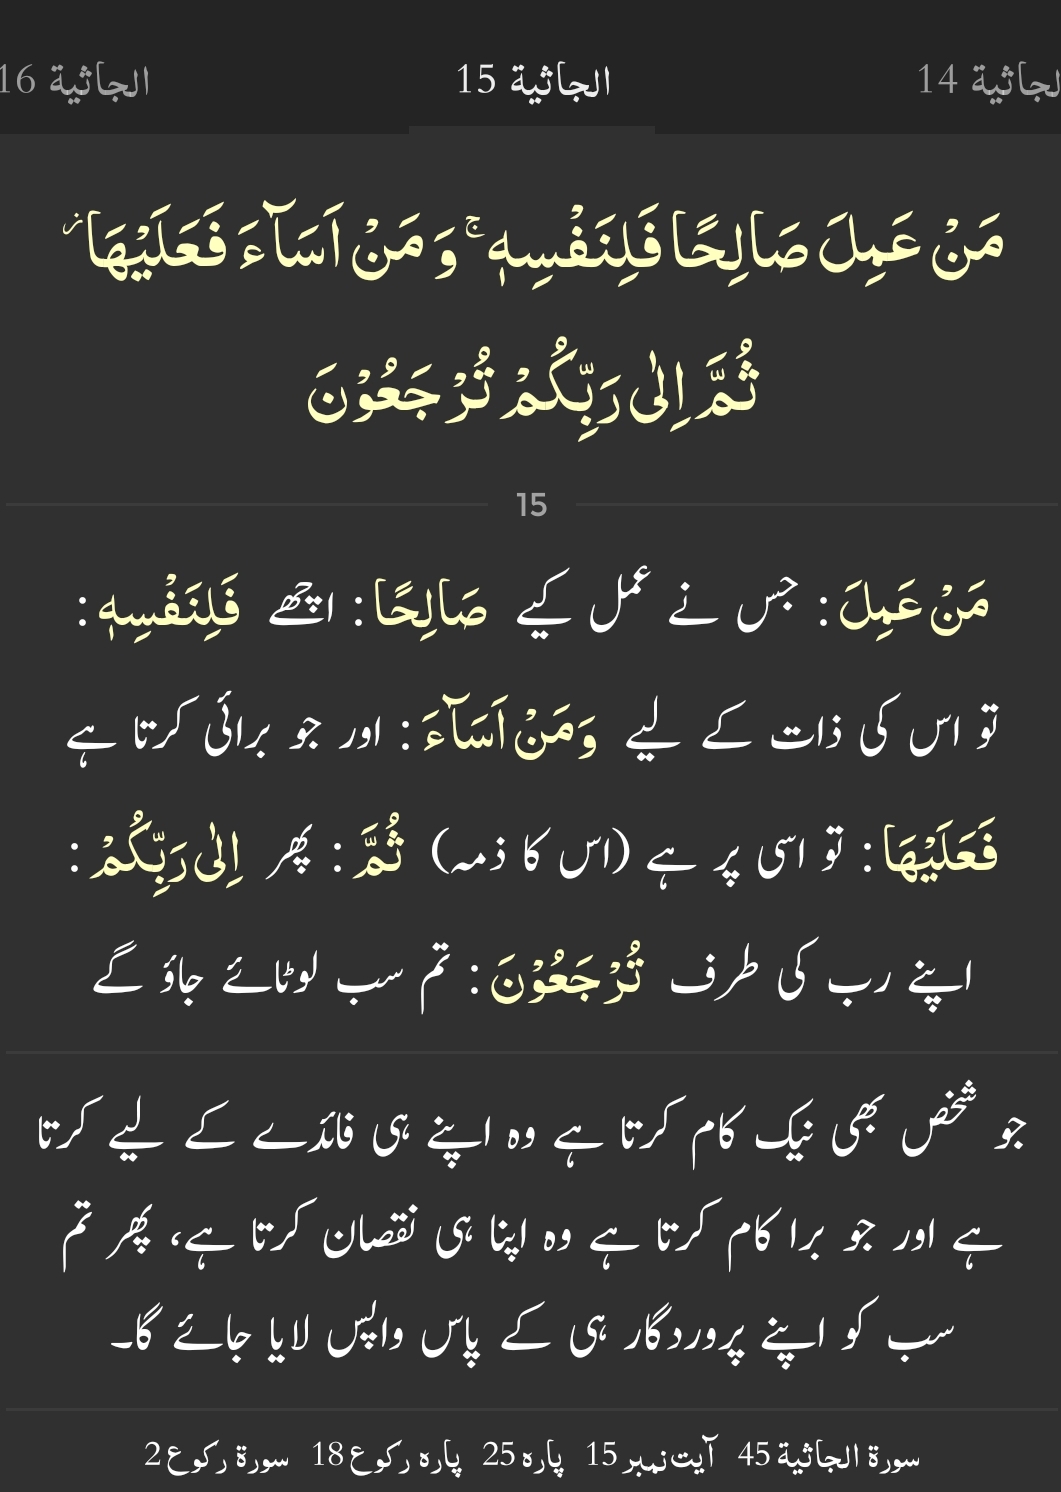 الجاثية 14 الجاثية 15 الجاثية 16
مَنْ عَمِلَ صَالِحًا فَلِنَفْسِهٖ ۚ وَ مَنْ اَسَآءَ فَعَلَیْهَا ؗ
ثُمَّ اِلٰی رَبِّكُمْ تُرْجَعُوْنَ
15
مَنْ عَمِلَ : جس نے عمل کیے صَالِحًا : اچھے فَلِنَفْسِهٖ :
تو اس کی ذات کے لیے وَمَنْ اَسَآءَ : اور جو برائی کرتا ہے
فَعَلَیْهَا : تو اسی پر ہے (اس کا ذمہ) ثُمَّ : پھر اِلٰی رَبِّكُمْ :
اپنے رب کی طرف تُرْجَعُوْنَ : تم سب لوٹائے جاؤ گے
جو شخص بھی نیک کام کرتا ہے وہ اپنے ہی فائدے کے لیے کرتا
ہے اور جو برا کام کرتا ہے وہ اپنا ہی نقصان کرتا ہے، پھر تم
سب کو اپنے پروردگار ہی کے پاس واپس لایا جائے گا۔
سورۃ الجاثية 45 آیت نمبر 15 پارہ 25 پارہ رکوع 18 سورۃ رکوع 2